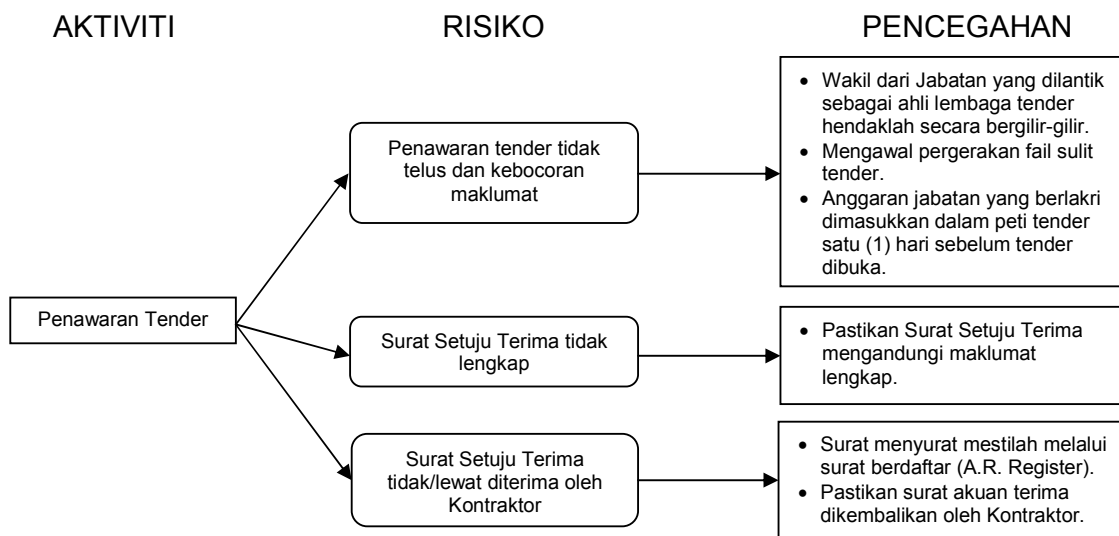 AKTIVITI
RISIKO
PENCEGAHAN
Penawaran Tender
Penawaran tender tidak
telus dan kebocoran
maklumat
• Wakil dari Jabatan yang dilantik
sebagai ahli lembaga tender
hendaklah secara bergilir-gilir.
• Mengawal pergerakan fail sulit
tender.
• Anggaran jabatan yang berlakri
dimasukkan dalam peti tender
satu (1) hari sebelum tender
dibuka.
Surat Setuju Terima tidak
lengkap
• Pastikan Surat Setuju Terima
mengandungi maklumat
lengkap.
Surat Setuju Terima
tidak/lewat diterima oleh
Kontraktor
• Surat menyurat mestilah melalui
surat berdaftar (A.R. Register).
• Pastikan surat akuan terima
dikembalikan oleh Kontraktor.